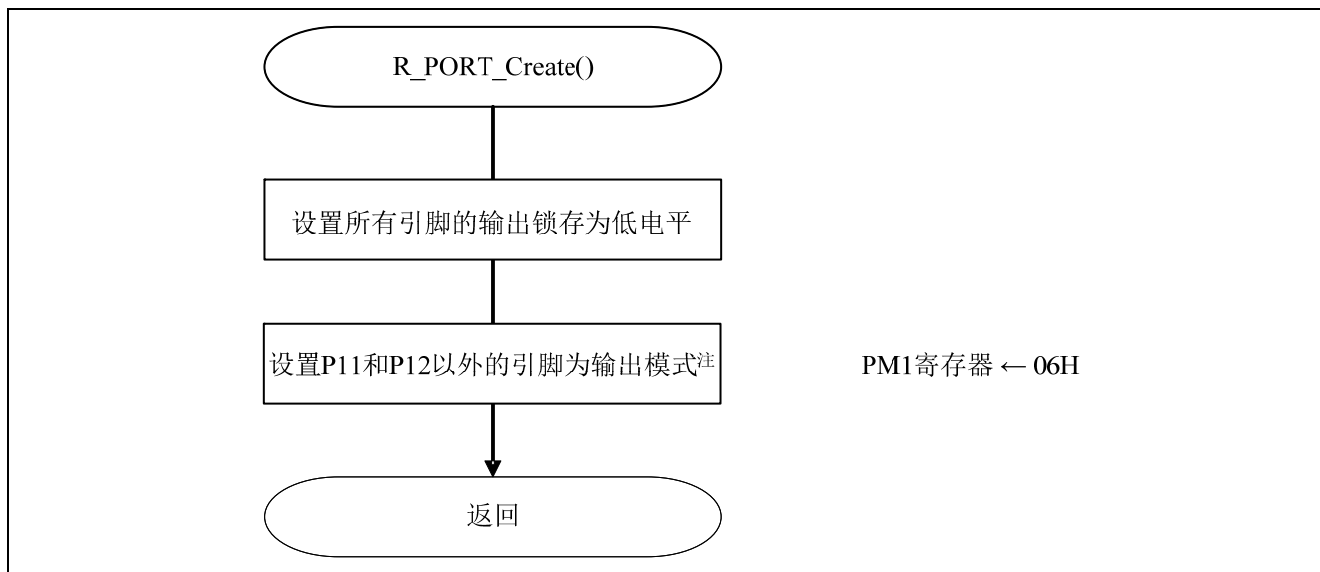 R_PORT_Create()
设置所有引脚的输出锁存为低电平
设置P11和P12以外的引脚为输出模式注
PM1寄存器 ← 06H
返回